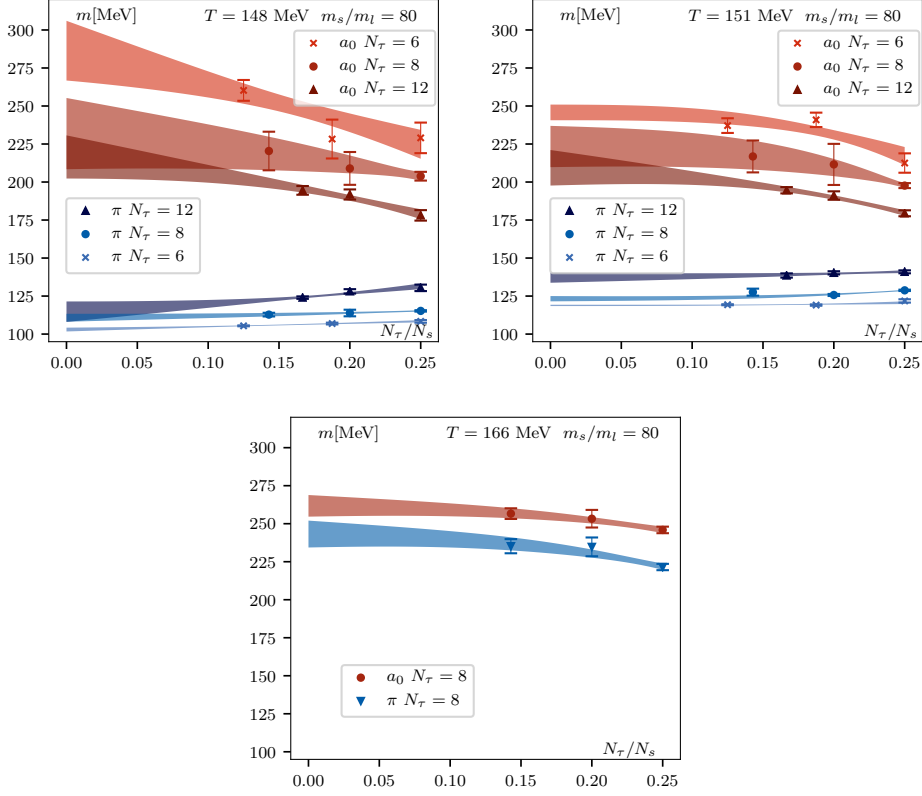 m[MeV] T = 148 MeV m_s/m_l = 80
300
275
250
225
200
175
150
125
100
a_0 N_τ = 6
a_0 N_τ = 8
a_0 N_τ = 12
π N_τ = 12
π N_τ = 8
π N_τ = 6
N_τ/N_s
0.00 0.05 0.10 0.15 0.20 0.25
m[MeV] T = 151 MeV m_s/m_l = 80
300
275
250
225
200
175
150
125
100
a_0 N_τ = 6
a_0 N_τ = 8
a_0 N_τ = 12
π N_τ = 12
π N_τ = 8
π N_τ = 6
N_τ/N_s
0.00 0.05 0.10 0.15 0.20 0.25
m[MeV] T = 166 MeV m_s/m_l = 80
300
275
250
225
200
175
150
125
100
a_0 N_τ = 8
π N_τ = 8
N_τ/N_s
0.00 0.05 0.10 0.15 0.20 0.25